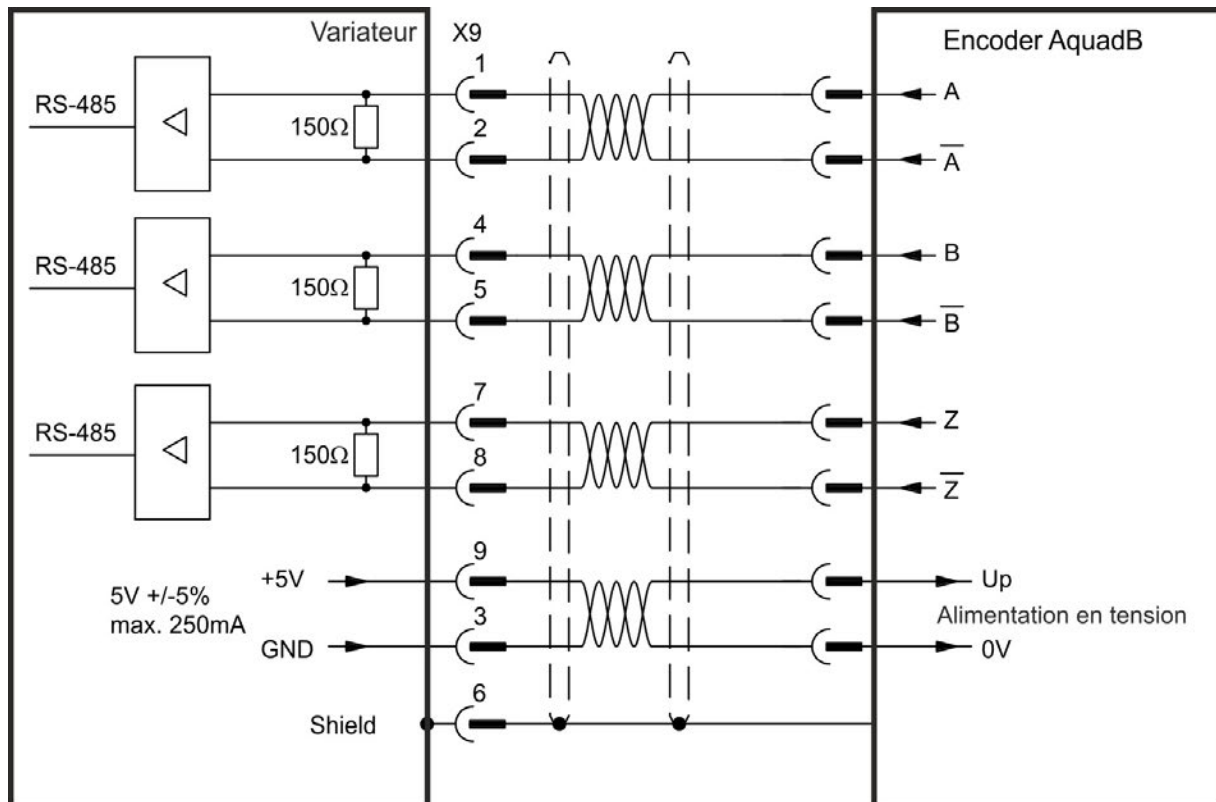 Variateur
X9
Encoder AquadB
1
RS-485
150Ω
A
2
A̅
4
RS-485
150Ω
B
5
B̅
7
RS-485
150Ω
Z
8
Z̅
9
+5V
Up
5V +/-5%
max. 250mA
Alimentation en tension
3
GND
0V
6
Shield